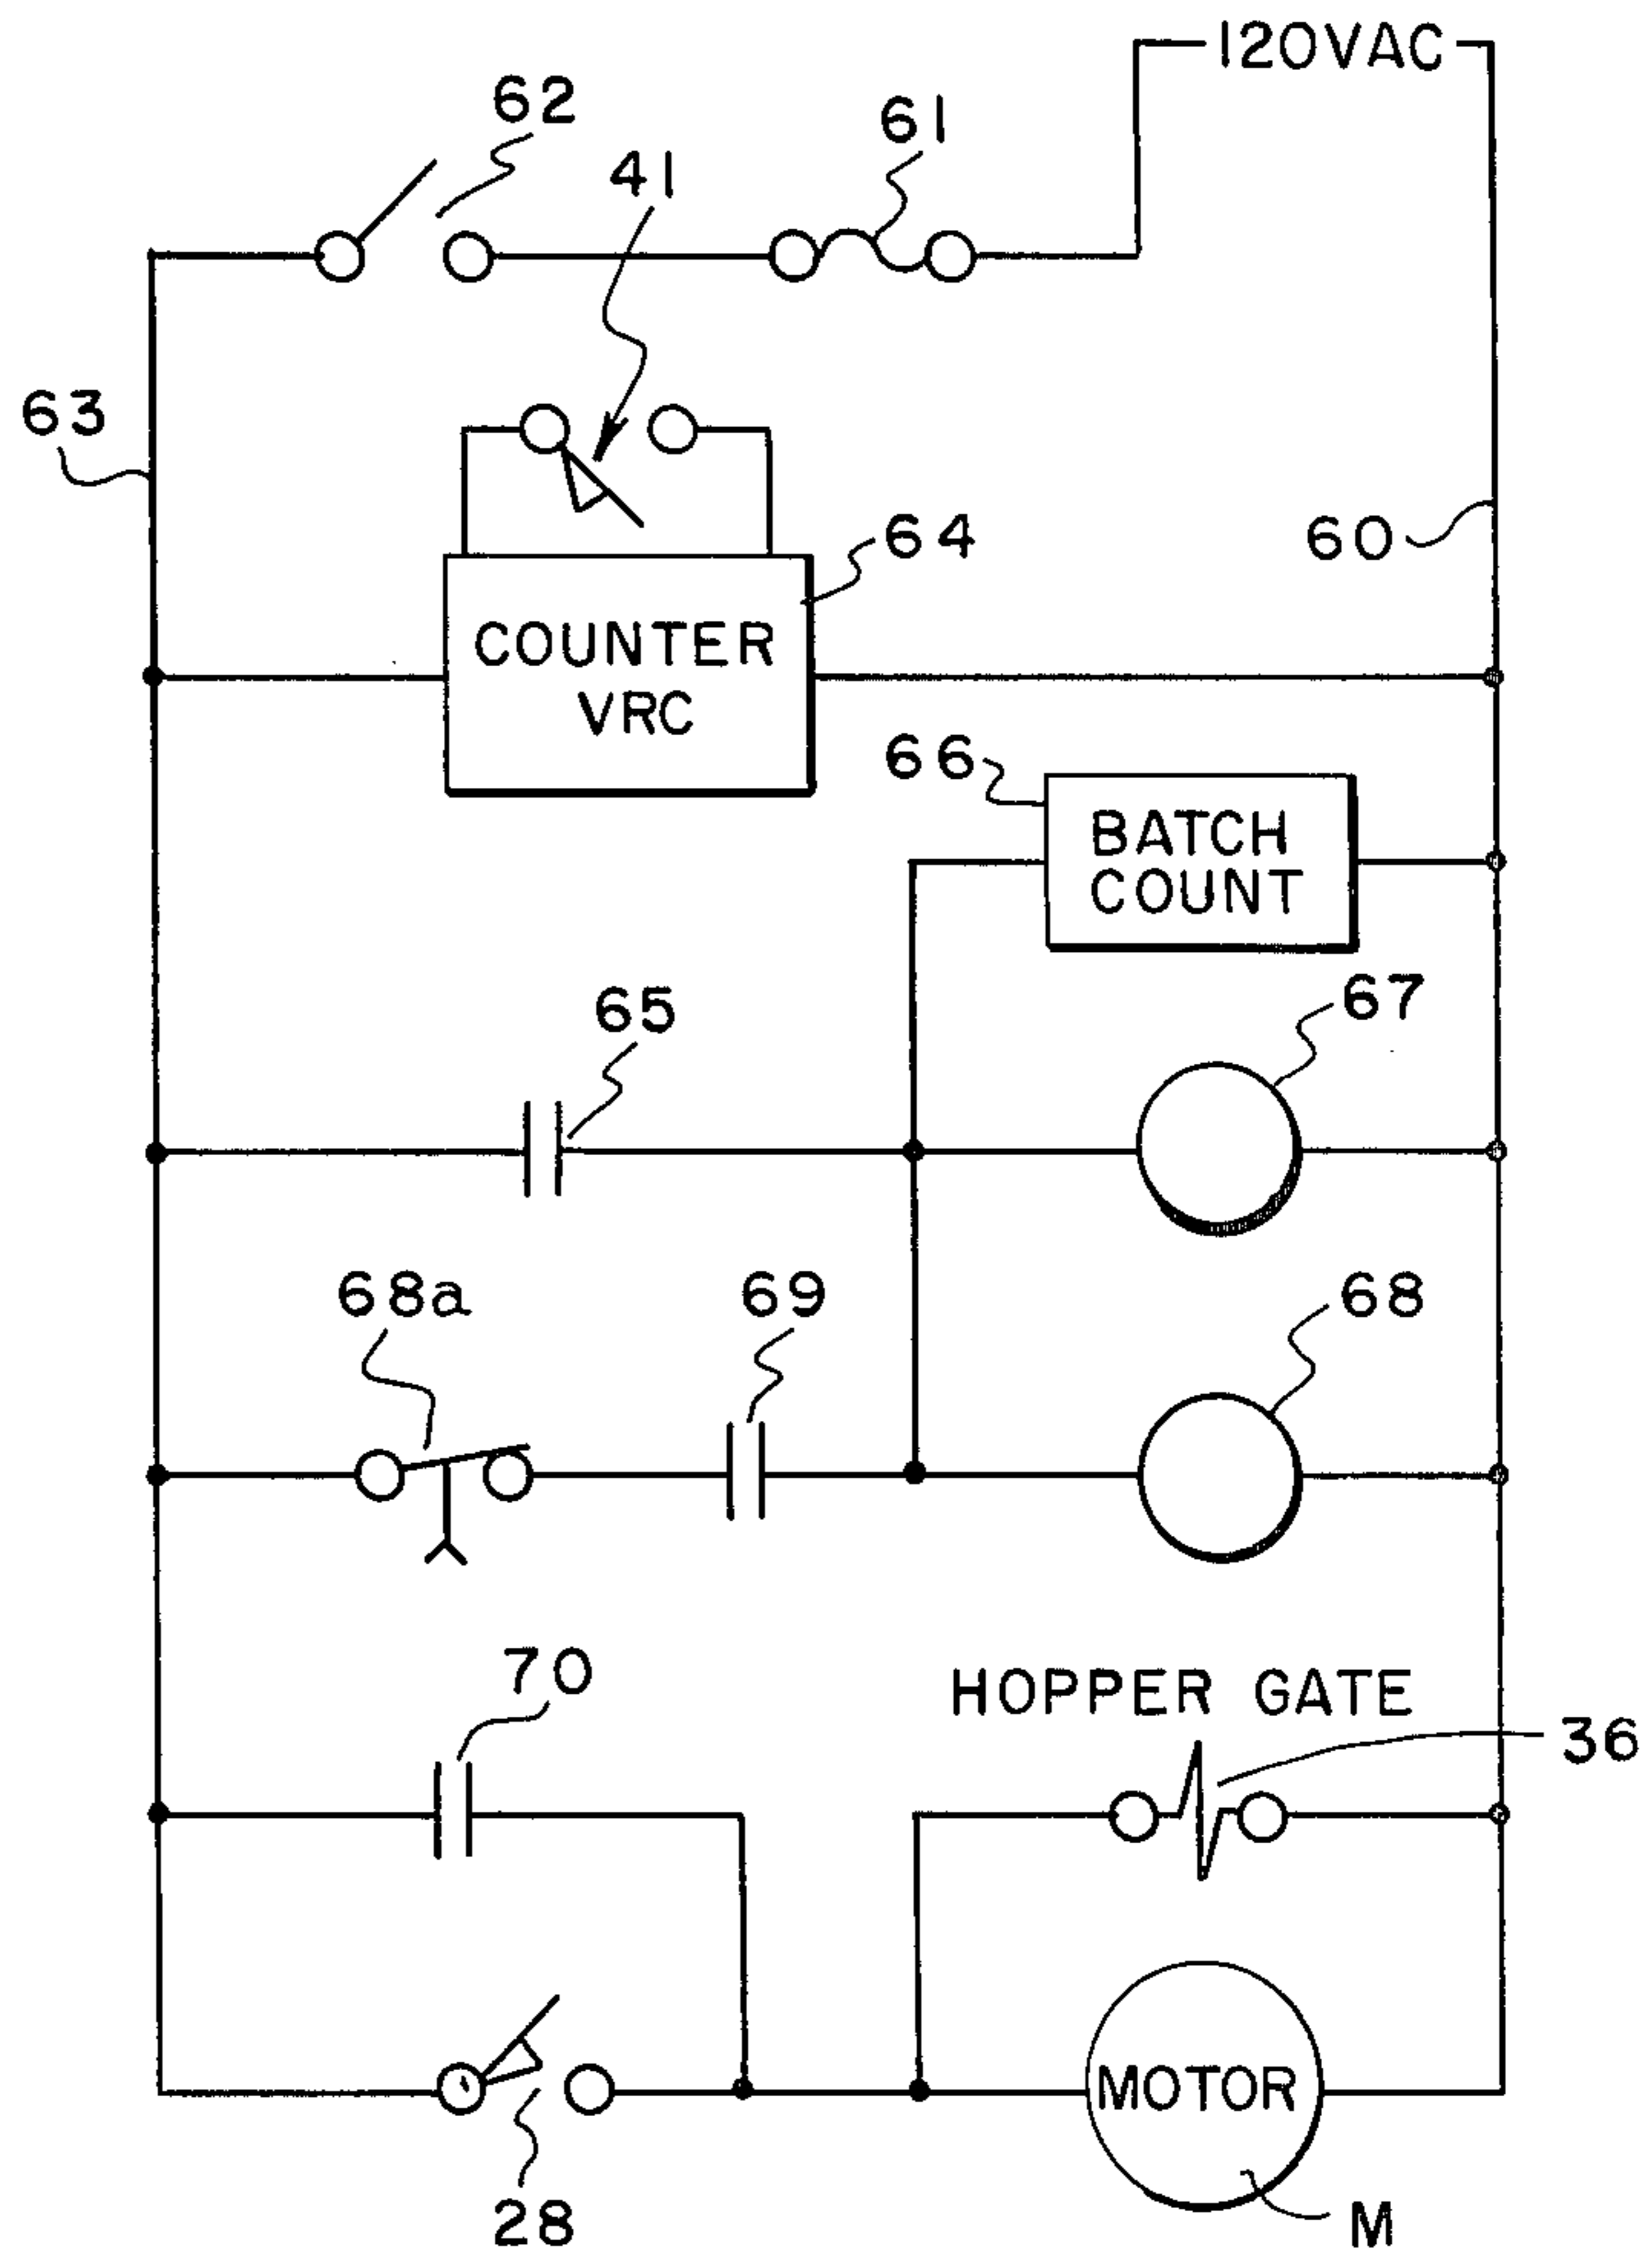 120VAC
62
61
41
63
64
60
COUNTER
VRC
66
BATCH
COUNT
67
65
68a
69
68
70
HOPPER GATE
36
MOTOR
28
M